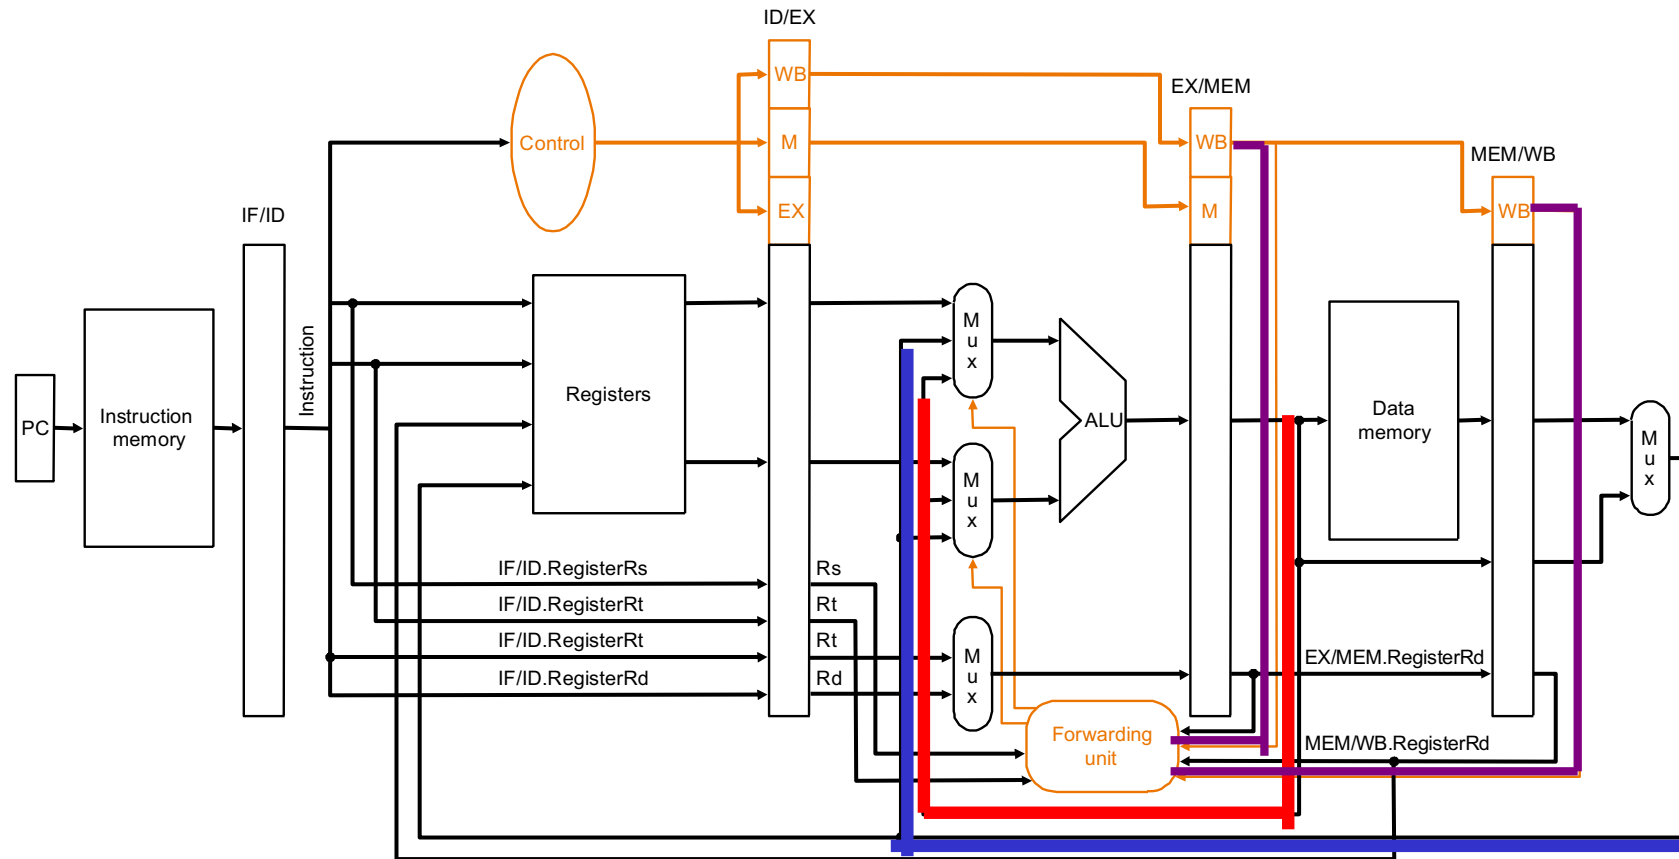 ID/EX
WB
EX/MEM
Control
M
WB
MEM/WB
IF/ID
EX
M
WB
Instruction
M
u
x
PC
Instruction
memory
Registers
ALU
Data
memory
M
u
x
M
u
x
IF/ID.RegisterRs
Rs
IF/ID.RegisterRt
Rt
IF/ID.RegisterRt
Rt
M
u
x
EX/MEM.RegisterRd
IF/ID.RegisterRd
Rd
Forwarding
unit
MEM/WB.RegisterRd